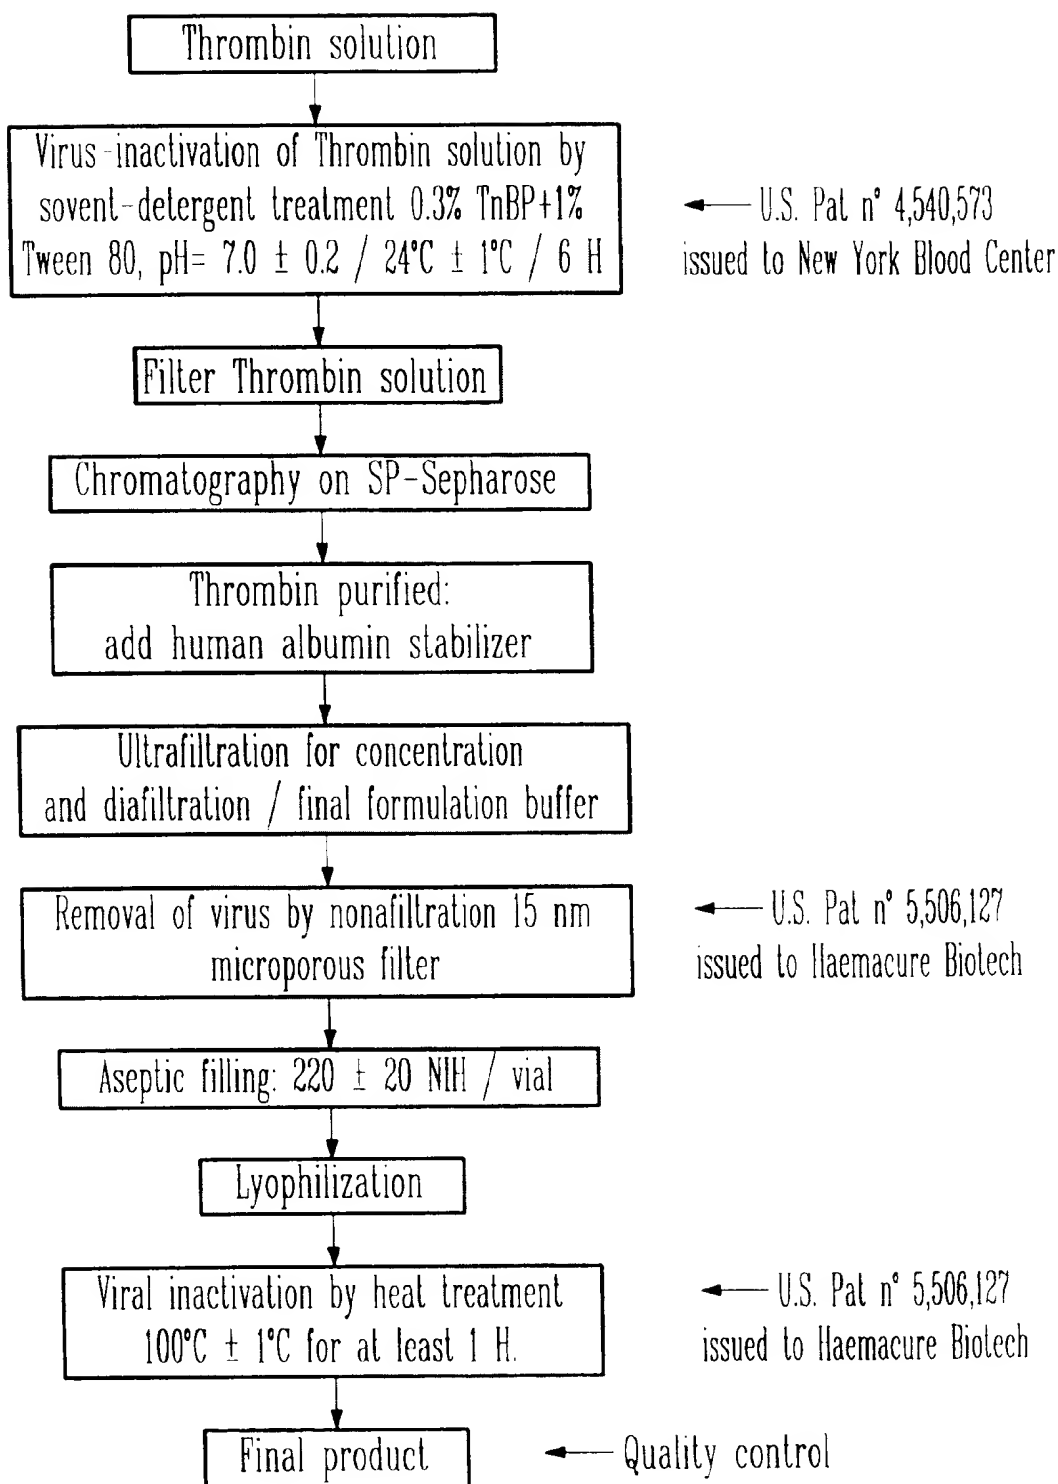 Thrombin solution
Virus-inactivation of Thrombin solution by
sovent-detergent treatment 0.3% TnBP+1%
Tween 80, pH= 7.0 ± 0.2 / 24°C ± 1°C / 6 H
← U.S. Pat n° 4,540,573
issued to New York Blood Center
Filter Thrombin solution
Chromatography on SP-Sepharose
Thrombin purified:
add human albumin stabilizer
Ultrafiltration for concentration
and diafiltration / final formulation buffer
Removal of virus by nonafiltration 15 nm
microporous filter
← U.S. Pat n° 5,506,127
issued to Haemacure Biotech
Aseptic filling: 220 ± 20 NIH / vial
Lyophilization
Viral inactivation by heat treatment
100°C ± 1°C for at least 1 H.
← U.S. Pat n° 5,506,127
issued to Haemacure Biotech
Final product
← Quality control